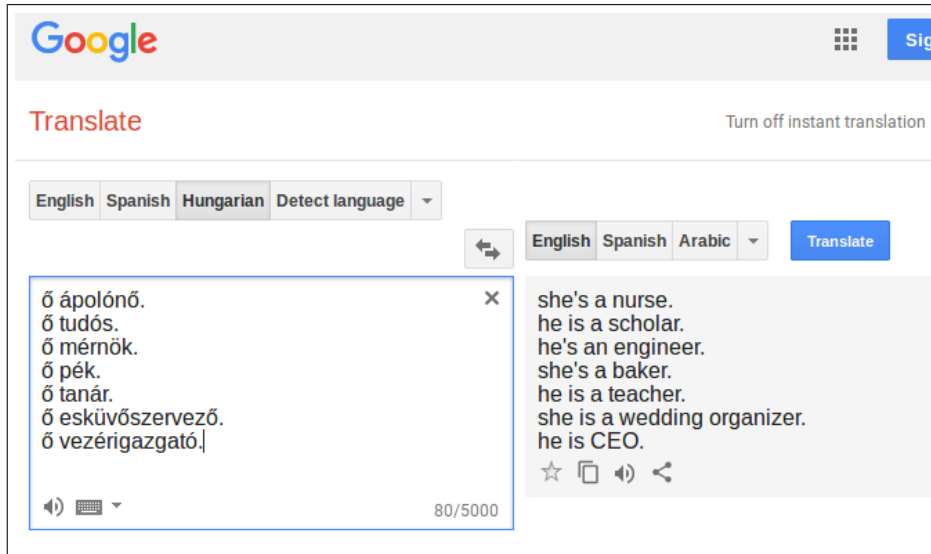 Google
Sig
Translate
Turn off instant translation
English Spanish Hungarian Detect language
English Spanish Arabic Translate
ő ápolónő.
ő tudós.
ő mérnök.
ő pék.
ő tanár.
ő esküvőszervező.
ő vezérigazgató.
80/5000
she's a nurse.
he is a scholar.
he's an engineer.
she's a baker.
he is a teacher.
she is a wedding organizer.
he is CEO.